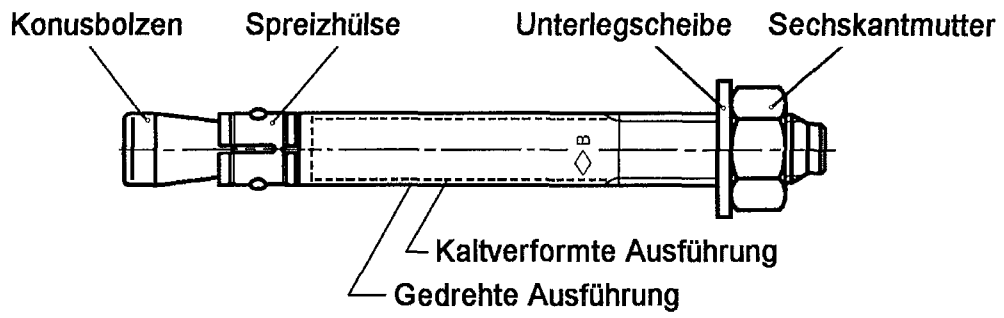 Konusbolzen Spreizhülse Unterlegscheibe Sechskantmutter
B
Kaltverformte Ausführung
Gedrehte Ausführung